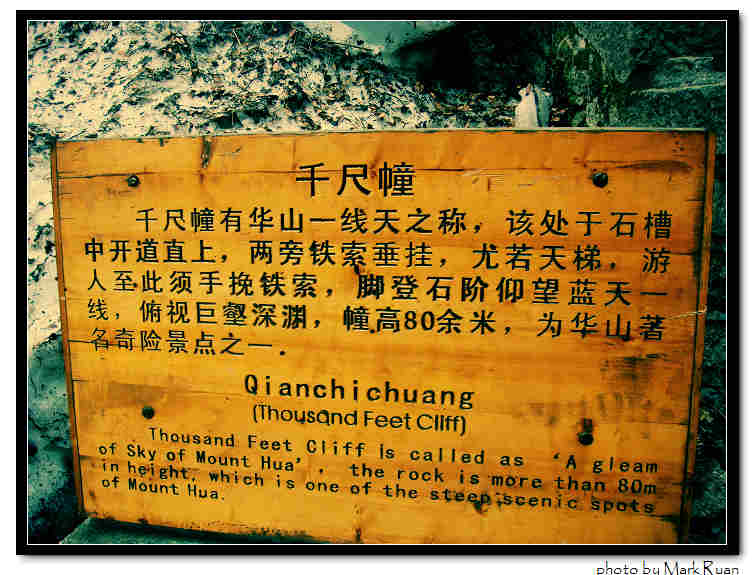 千尺幢
千尺幢有华山一线天之称，该处于石槽
中开道直上，两旁铁索垂挂，尤若天梯，游
人至此须手挽铁索，脚登石阶仰望蓝天一
线，俯视巨壑深渊，幢高80余米，为华山著
名奇险景点之一．
Qianchichuang
(Thousand Feet Cliff)
Thousand Feet Cliff is called as ‘A gleam
of Sky of Mount Hua’, the rock is more than 80m
in height, which is one of the steep scenic spots
of Mount Hua.
photo by Mark Ruan